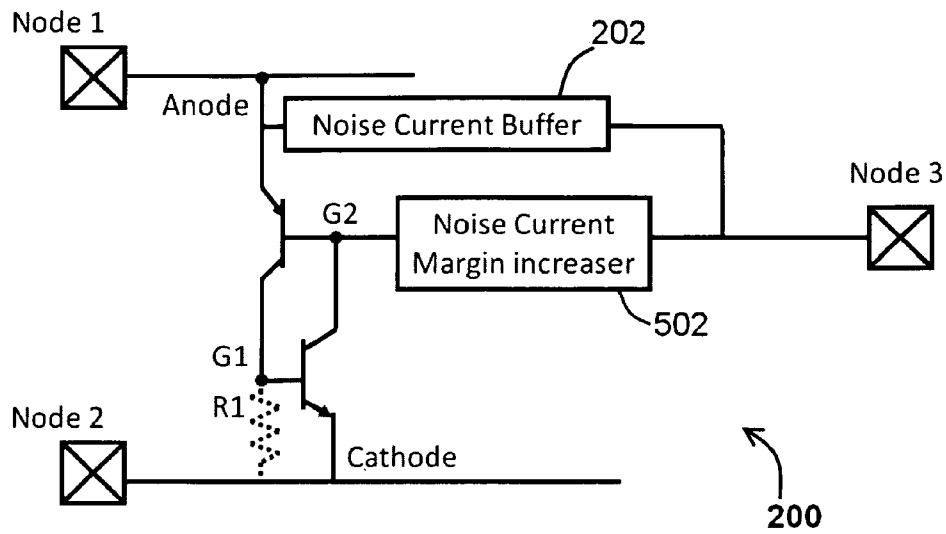 Node 1
202
Anode
Noise Current Buffer
Node 3
G2
Noise Current
Margin increaser
502
G1
R1
Node 2
Cathode
200